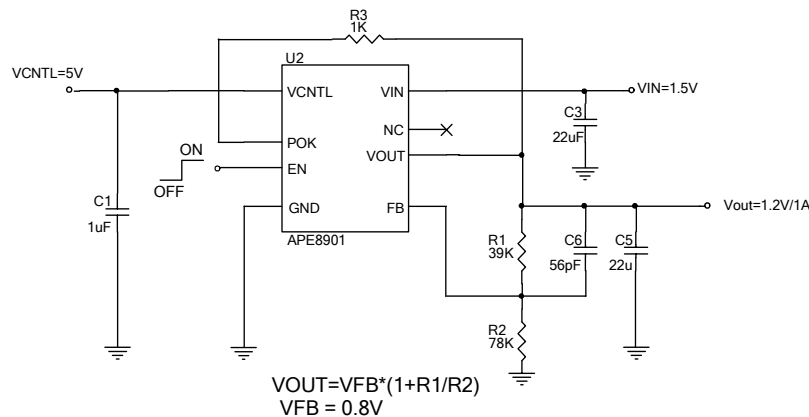 R3
1K
U2
VCNTL=5V
VCNTL
VIN
VIN=1.5V
C3
22uF
NC
POK
ON
VOUT
EN
OFF
C1
1uF
GND
FB
Vout=1.2V/1A
APE8901
R1
39K
C6
56pF
C5
22u
R2
78K
VOUT=VFB*(1+R1/R2)
VFB = 0.8V